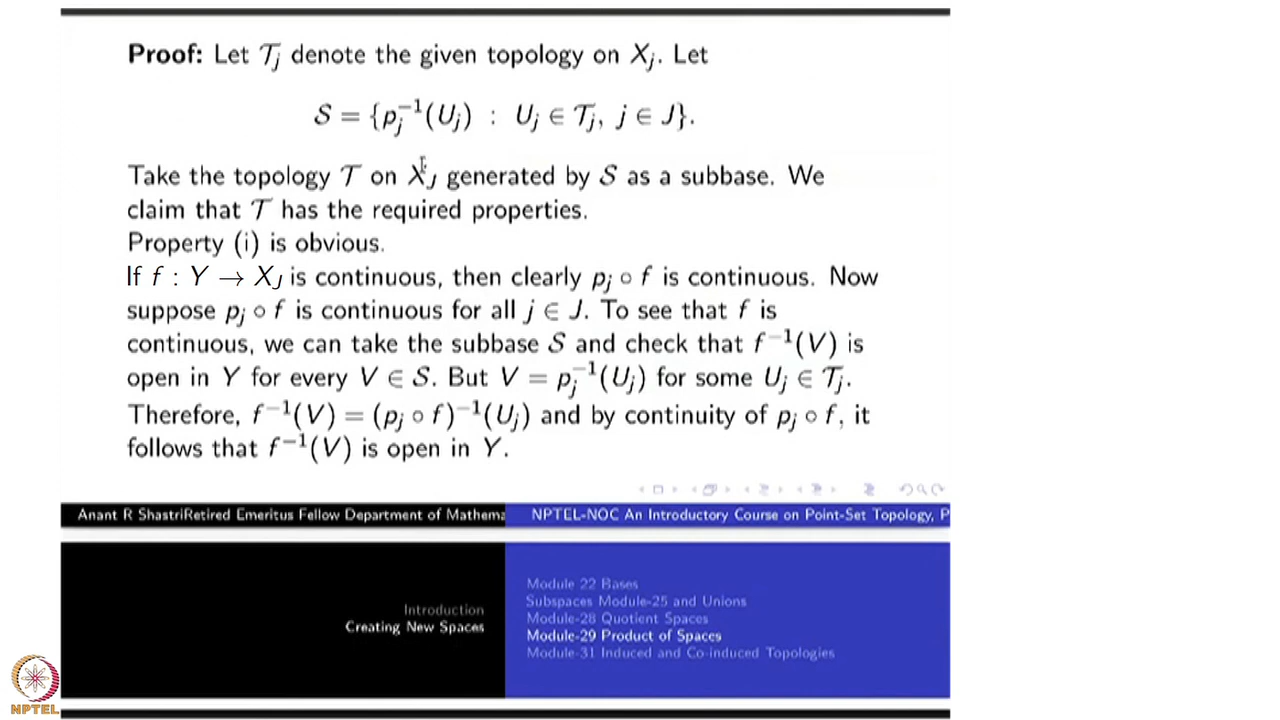 Proof: Let 𝒯ⱼ denote the given topology on Xⱼ. Let
𝒮 = {pⱼ⁻¹(Uⱼ) : Uⱼ ∈ 𝒯ⱼ, j ∈ J}.
Take the topology 𝒯 on X_J generated by 𝒮 as a subbase. We
claim that 𝒯 has the required properties.
Property (i) is obvious.
If f : Y → X_J is continuous, then clearly pⱼ ∘ f is continuous. Now
suppose pⱼ ∘ f is continuous for all j ∈ J. To see that f is
continuous, we can take the subbase 𝒮 and check that f⁻¹(V) is
open in Y for every V ∈ 𝒮. But V = pⱼ⁻¹(Uⱼ) for some Uⱼ ∈ 𝒯ⱼ.
Therefore, f⁻¹(V) = (pⱼ ∘ f)⁻¹(Uⱼ) and by continuity of pⱼ ∘ f, it
follows that f⁻¹(V) is open in Y.
Anant R ShastriRetired Emeritus Fellow Department of Mathema
NPTEL-NOC An Introductory Course on Point-Set Topology, P
Introduction
Creating New Spaces
Module 22 Bases
Subspaces Module-25 and Unions
Module-28 Quotient Spaces
Module-29 Product of Spaces
Module-31 Induced and Co-induced Topologies
NPTEL